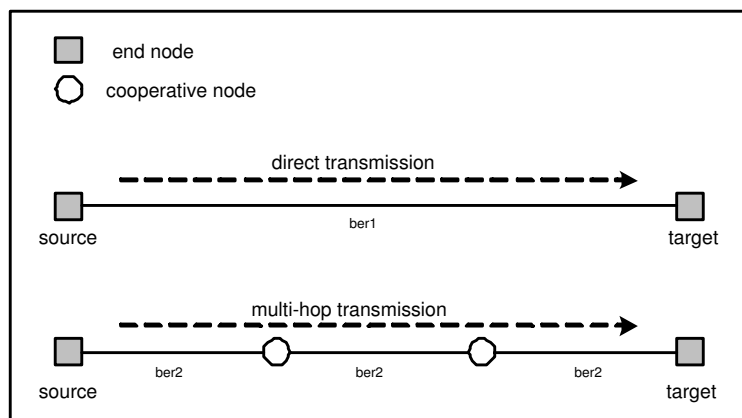 end node
cooperative node
direct transmission
ber1
source
target
multi-hop transmission
ber2
ber2
ber2
source
target